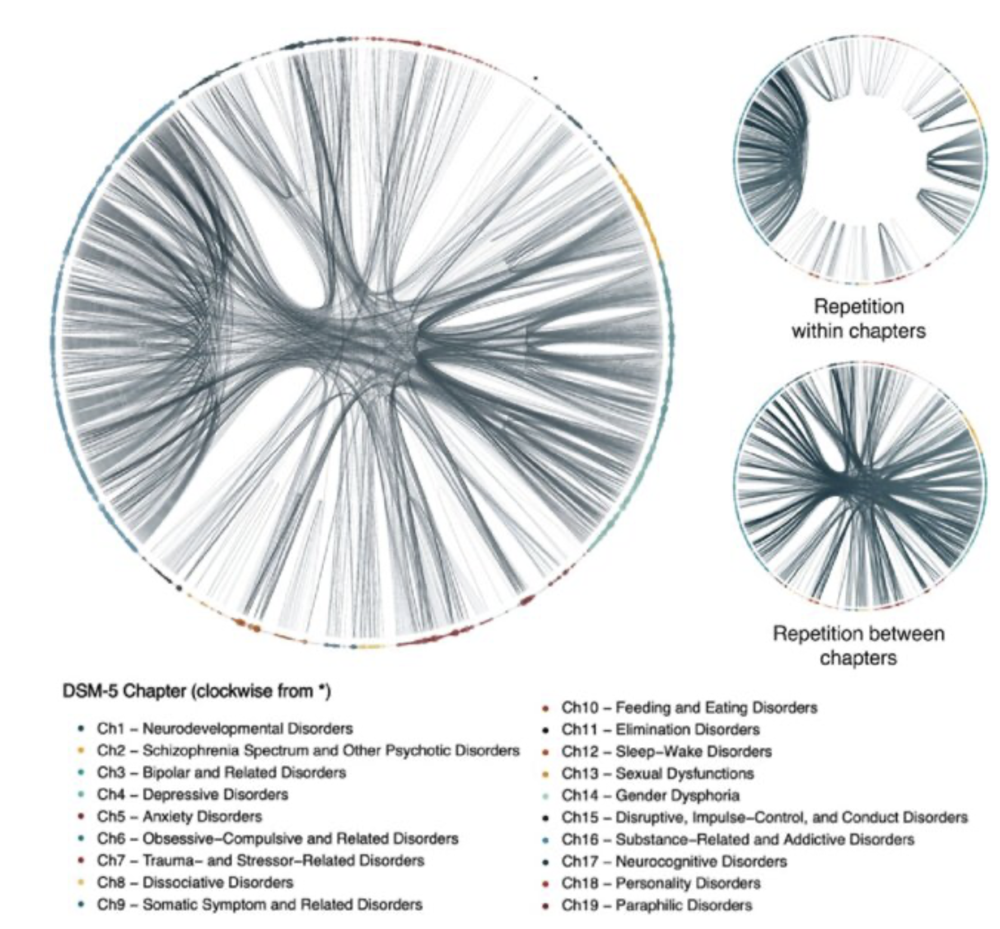 Repetition
within chapters
Repetition between
chapters
DSM-5 Chapter (clockwise from *)
Ch1 – Neurodevelopmental Disorders
Ch2 – Schizophrenia Spectrum and Other Psychotic Disorders
Ch3 – Bipolar and Related Disorders
Ch4 – Depressive Disorders
Ch5 – Anxiety Disorders
Ch6 – Obsessive–Compulsive and Related Disorders
Ch7 – Trauma– and Stressor–Related Disorders
Ch8 – Dissociative Disorders
Ch9 – Somatic Symptom and Related Disorders
Ch10 – Feeding and Eating Disorders
Ch11 – Elimination Disorders
Ch12 – Sleep–Wake Disorders
Ch13 – Sexual Dysfunctions
Ch14 – Gender Dysphoria
Ch15 – Disruptive, Impulse–Control, and Conduct Disorders
Ch16 – Substance–Related and Addictive Disorders
Ch17 – Neurocognitive Disorders
Ch18 – Personality Disorders
Ch19 – Paraphilic Disorders